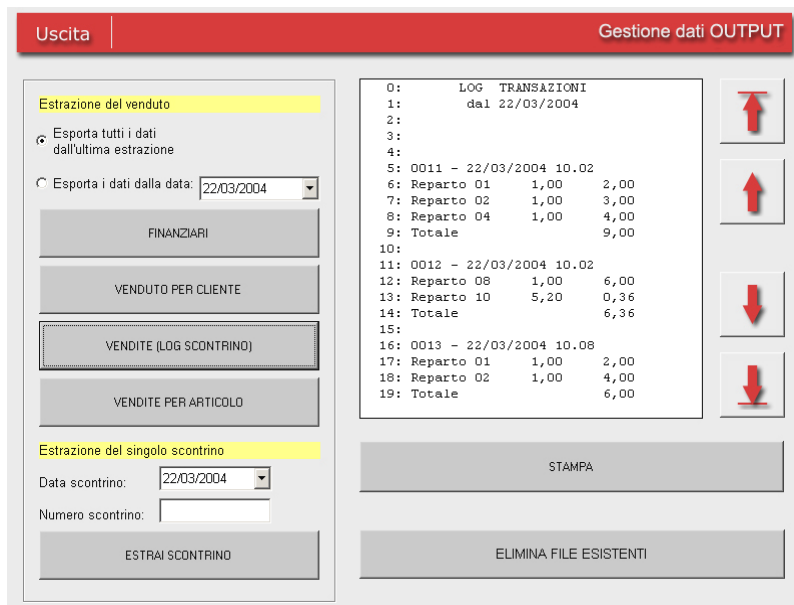 Uscita
Gestione dati OUTPUT
Estrazione del venduto
Esporta tutti i dati
dall'ultima estrazione
Esporta i dati dalla data: 22/03/2004
FINANZIARI
VENDUTO PER CLIENTE
VENDITE (LOG SCONTRINO)
VENDITE PER ARTICOLO
Estrazione del singolo scontrino
Data scontrino: 22/03/2004
Numero scontrino:
ESTRAI SCONTRINO
0: LOG TRANSAZIONI
1: dal 22/03/2004
2:
3:
4:
5: 0011 - 22/03/2004 10.02
6: Reparto 01 1,00 2,00
7: Reparto 02 1,00 3,00
8: Reparto 04 1,00 4,00
9: Totale 9,00
10:
11: 0012 - 22/03/2004 10.02
12: Reparto 08 1,00 6,00
13: Reparto 10 5,20 0,36
14: Totale 6,36
15:
16: 0013 - 22/03/2004 10.08
17: Reparto 01 1,00 2,00
18: Reparto 02 1,00 4,00
19: Totale 6,00
STAMPA
ELIMINA FILE ESISTENTI